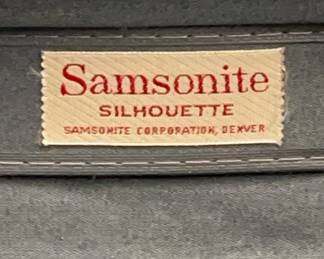 Samsonite
SILHOUETTE
SAMSONITE CORPORATION, DENVER